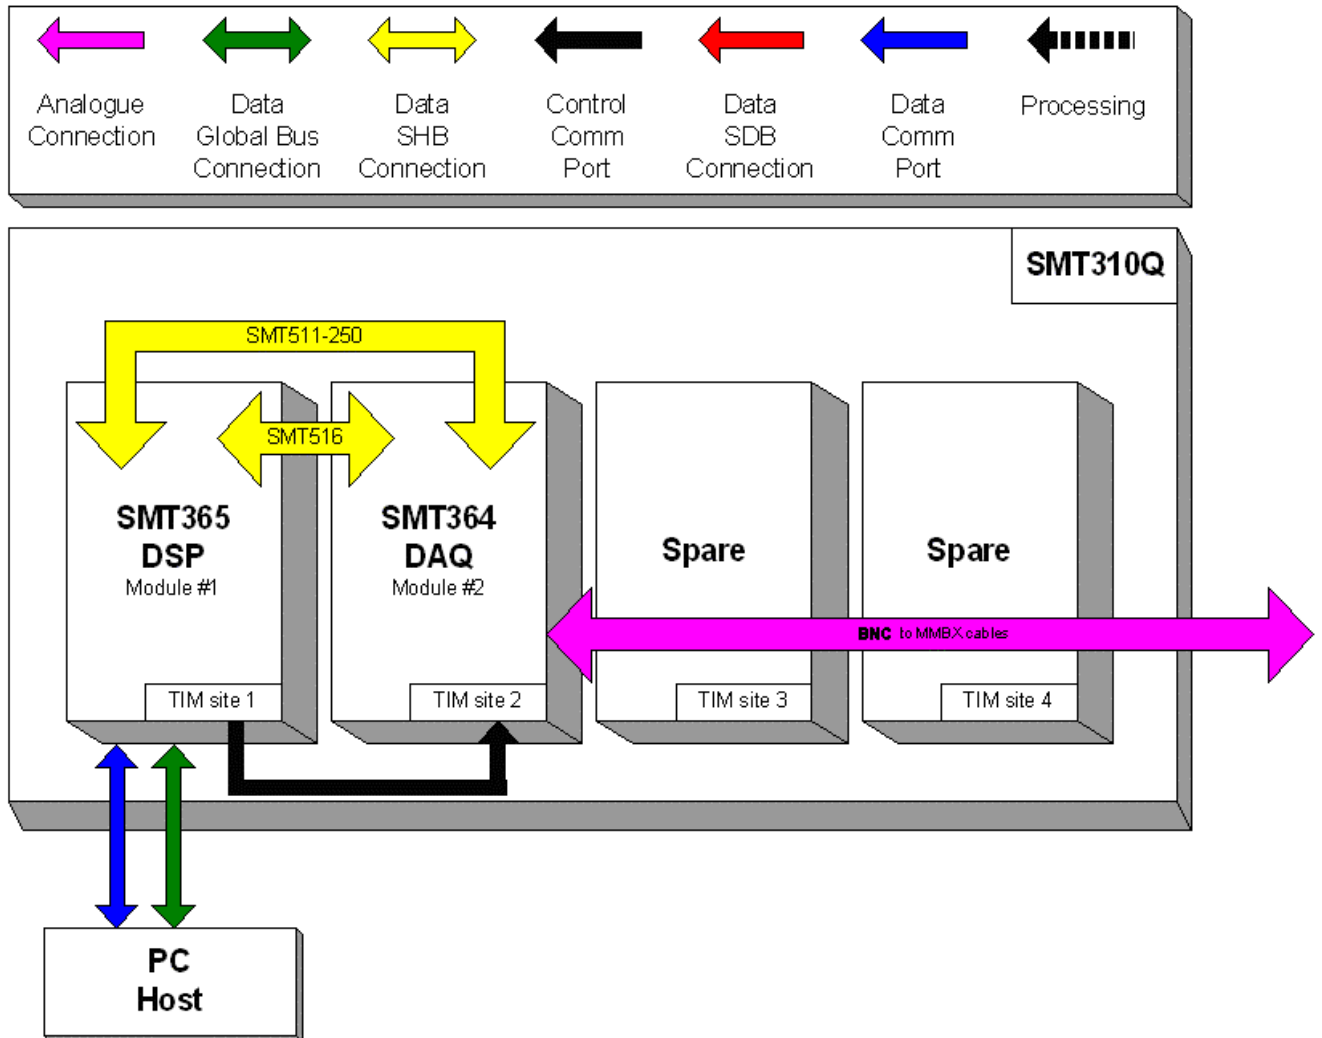 Analogue
Connection
Data
Global Bus
Connection
Data
SHB
Connection
Control
Comm
Port
Data
SDB
Connection
Data
Comm
Port
Processing
SMT310Q
SMT511-250
SMT516
SMT365
DSP
Module #1
TIM site 1
SMT364
DAQ
Module #2
TIM site 2
Spare
TIM site 3
Spare
TIM site 4
BNC to MMBX cables
PC
Host